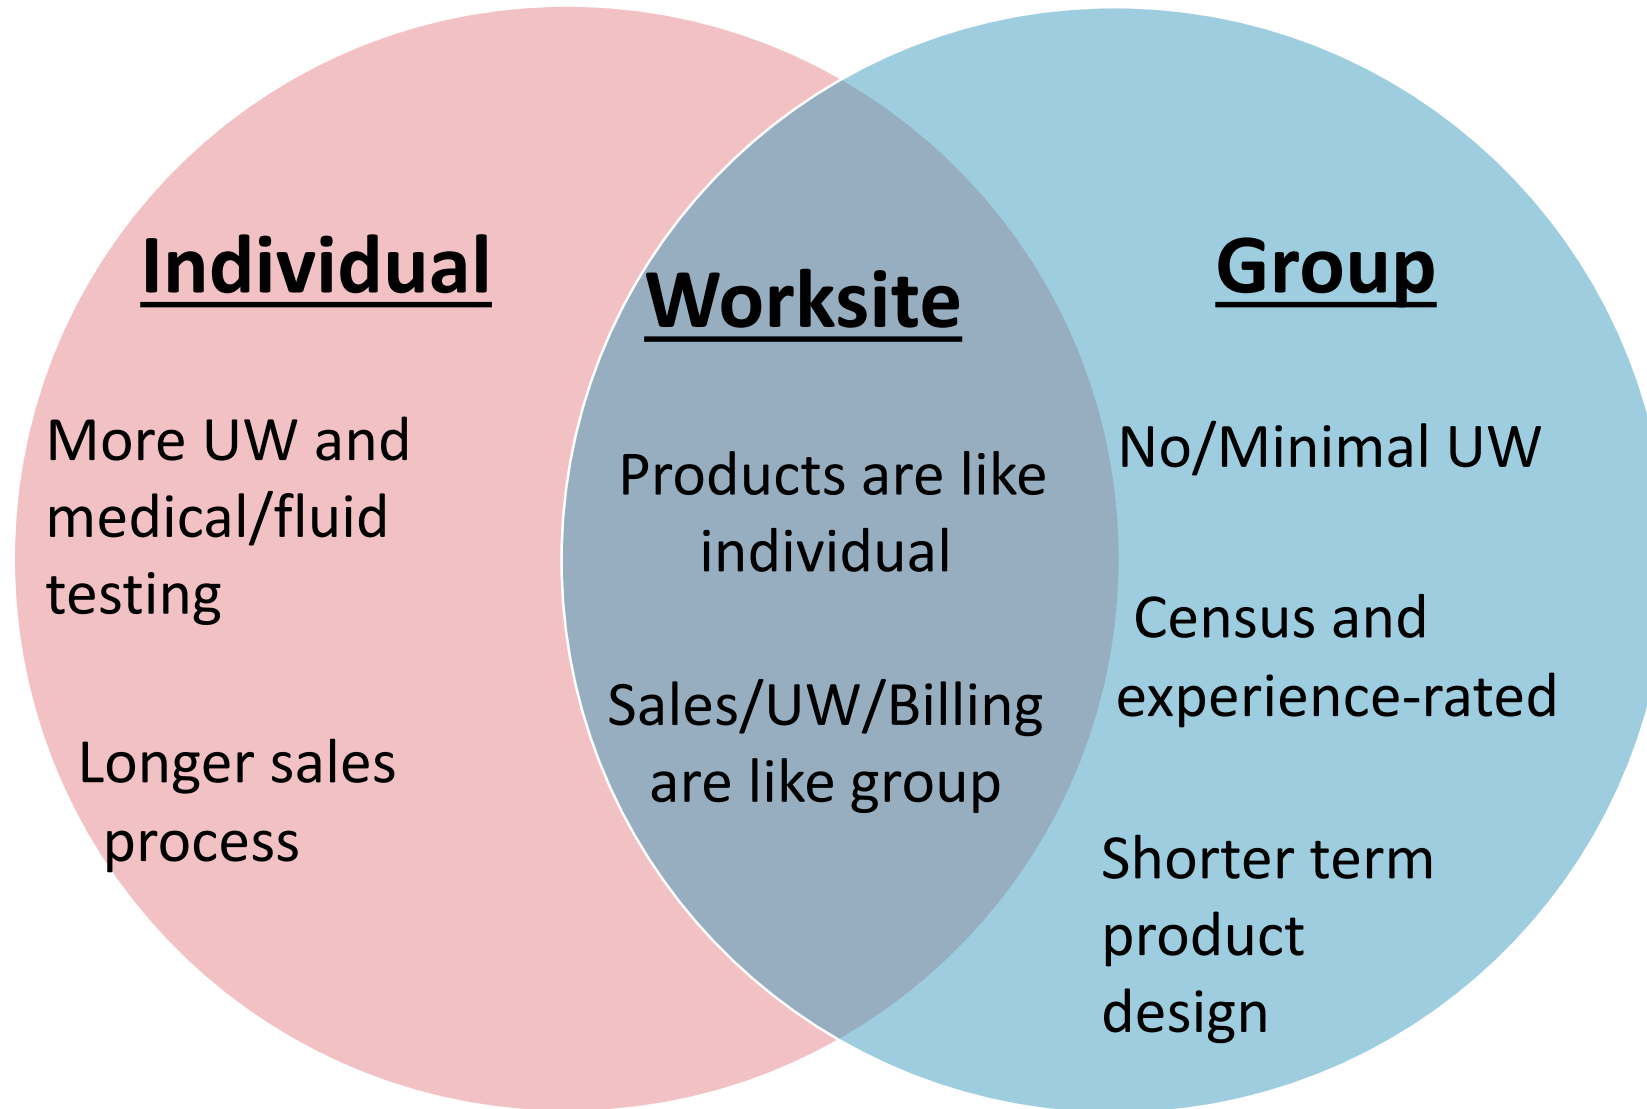 Individual
More UW and
medical/fluid
testing
Longer sales
process
Worksite
Products are like
individual
Sales/UW/Billing
are like group
Group
No/Minimal UW
Census and
experience-rated
Shorter term
product
design